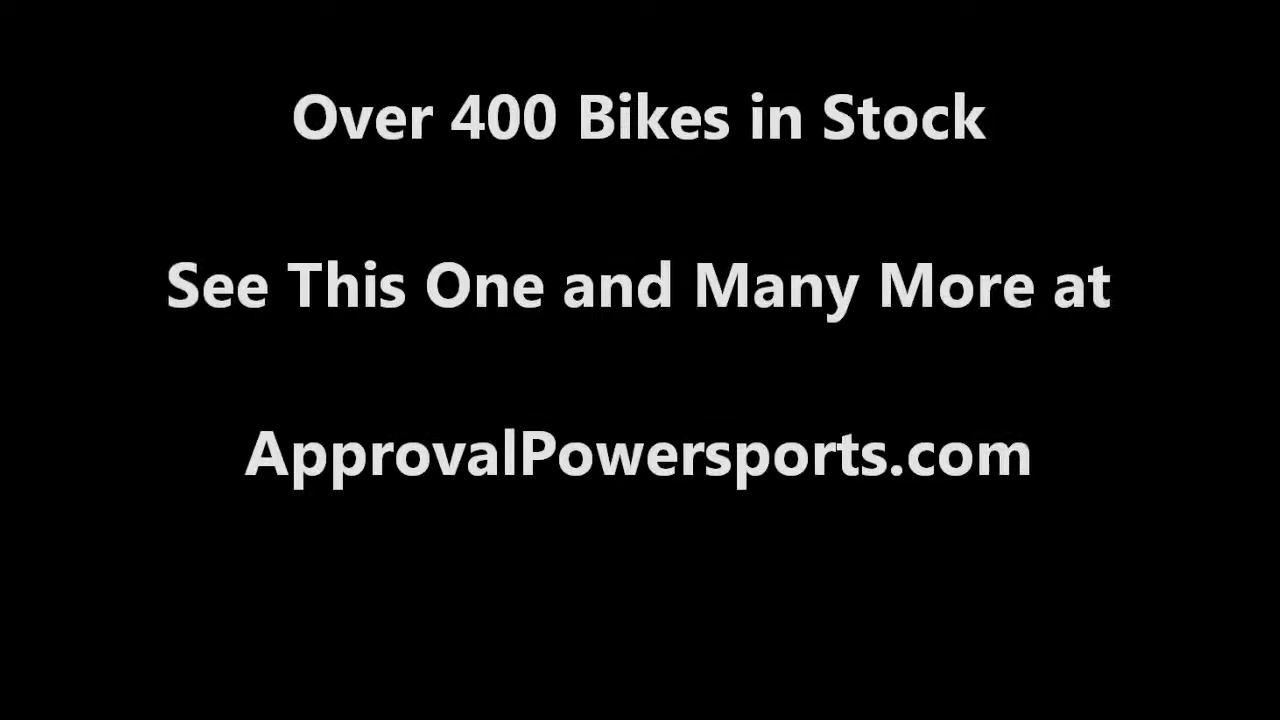 Over 400 Bikes in Stock
See This One and Many More at
ApprovalPowersports.com